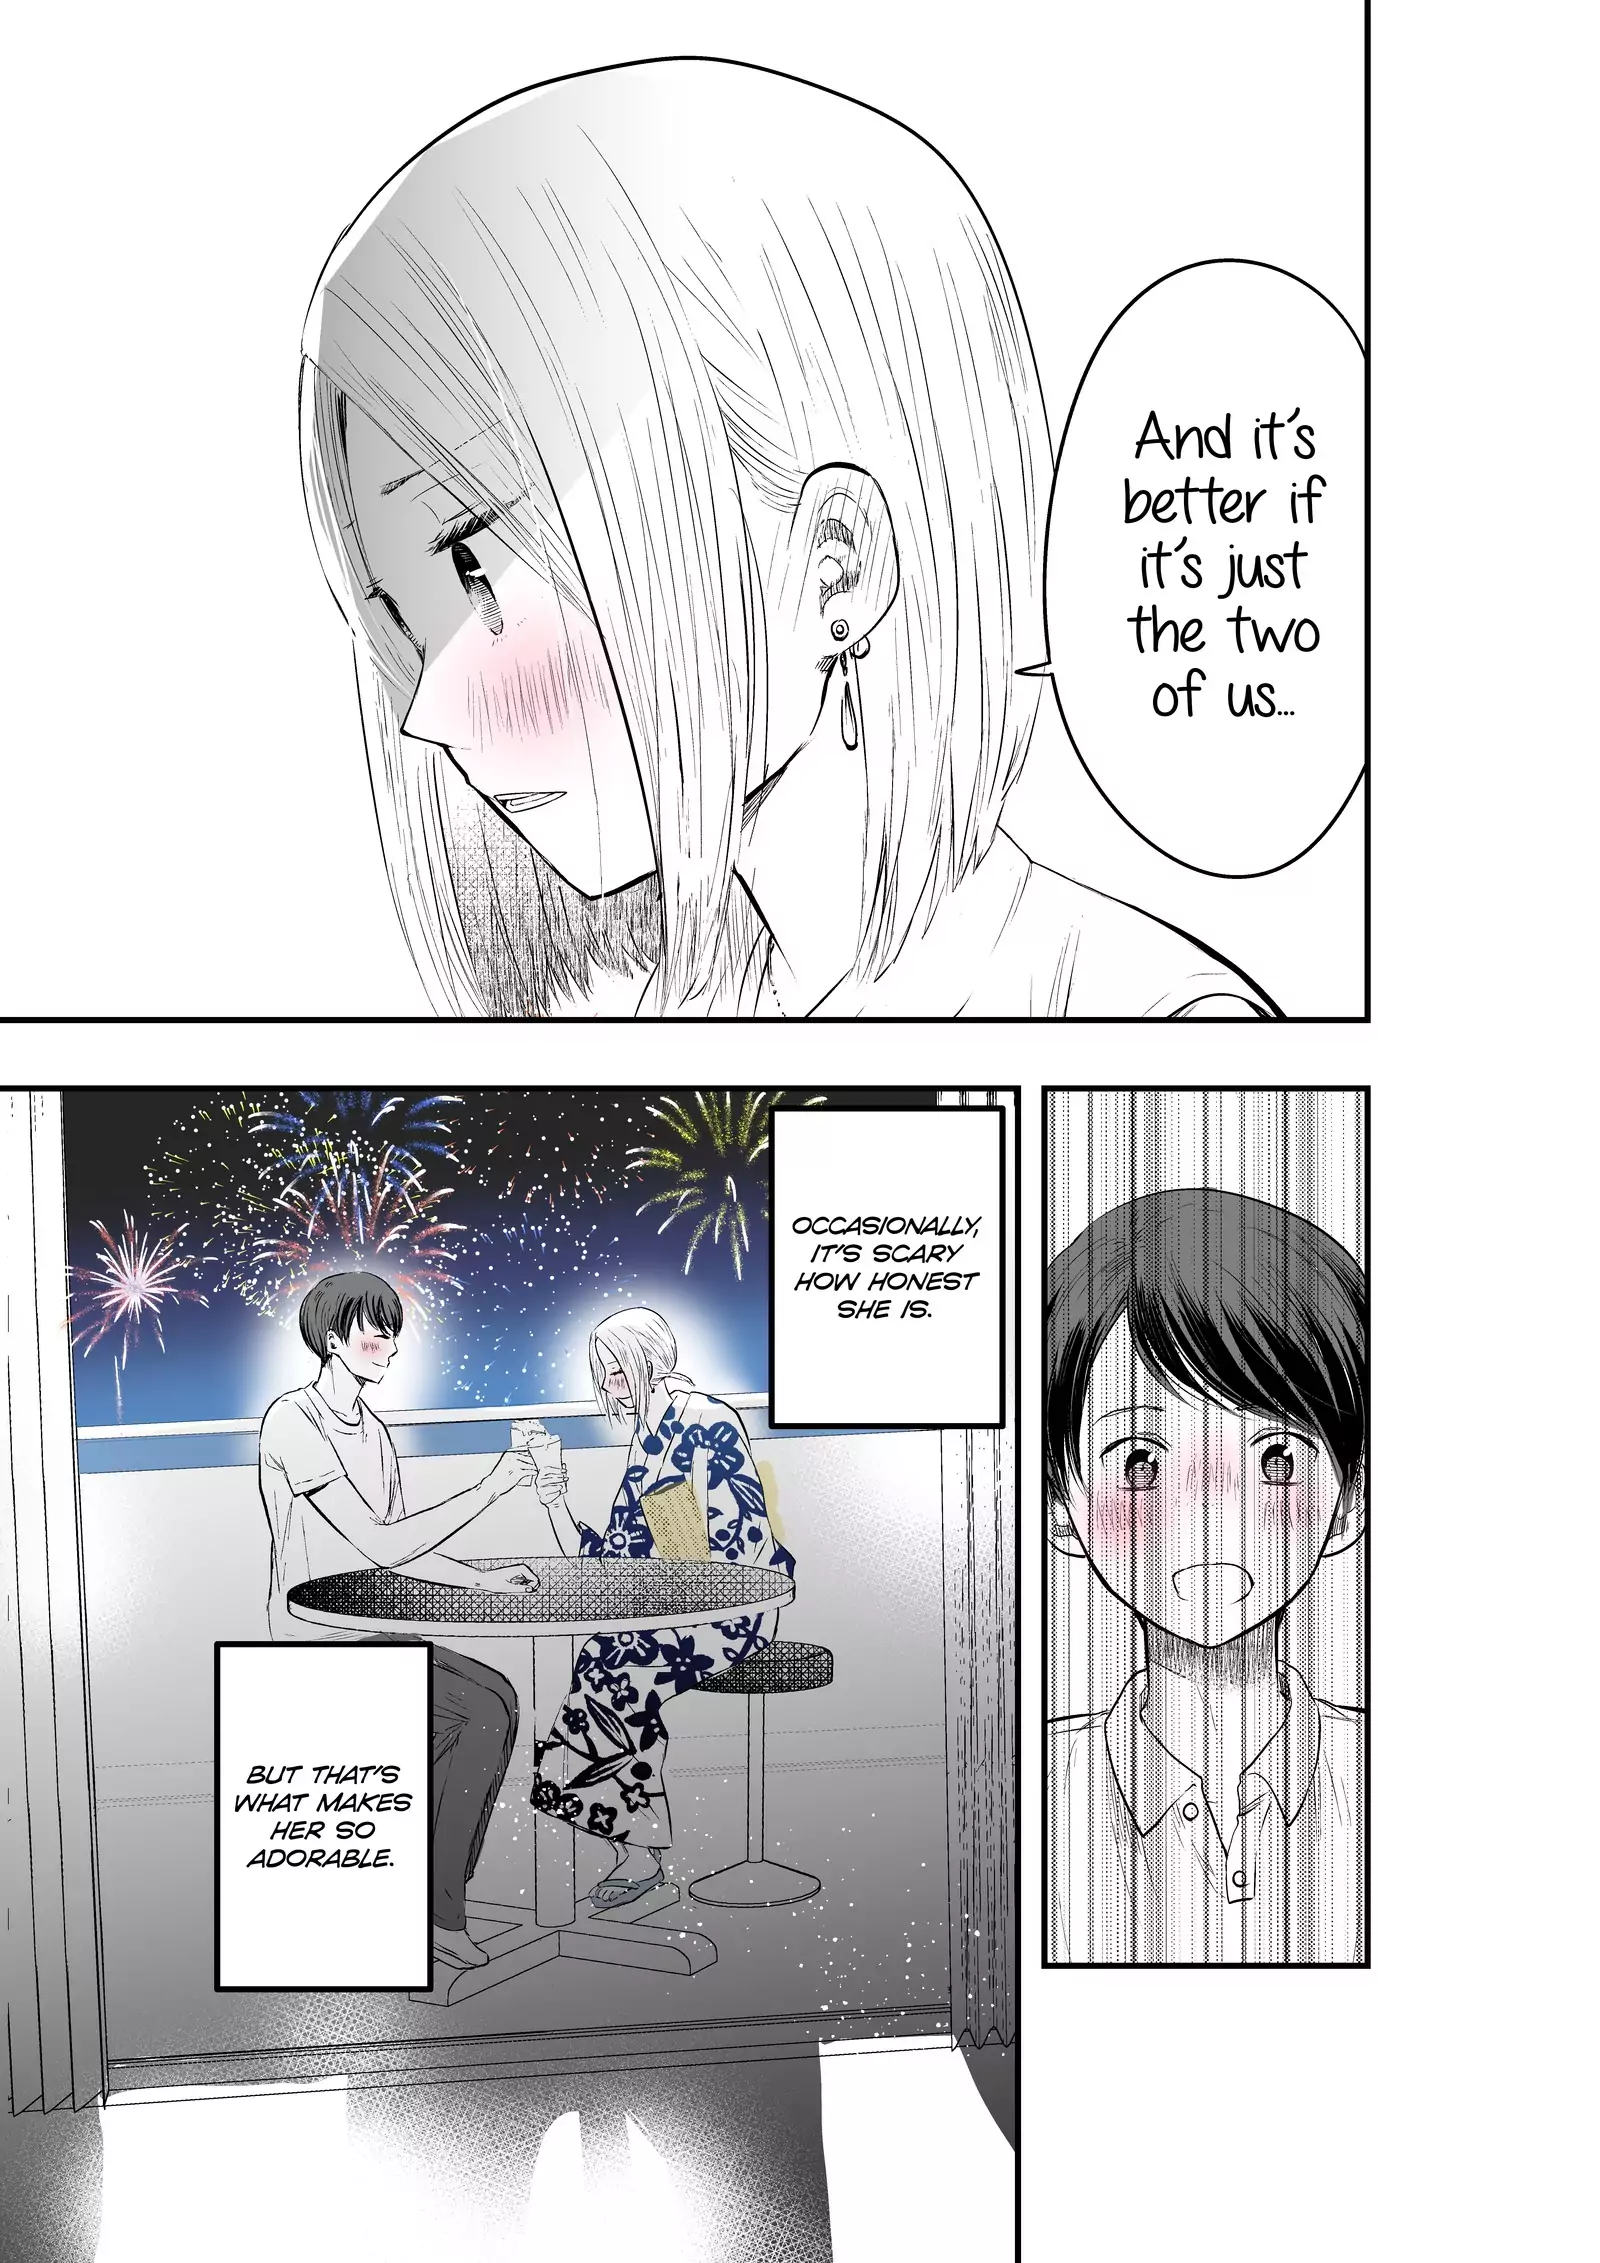 And it's
better if
it's just
the two
of us...
OCCASIONALLY,
IT'S SCARY
HOW HONEST
SHE IS.
BUT THAT'S
WHAT MAKES
HER SO
ADORABLE.